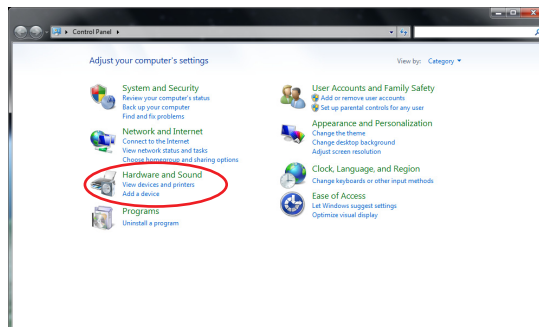 Control Panel
Adjust your computer's settings
View by: Category
System and Security
Review your computer's status
Back up your computer
Find and fix problems
Network and Internet
Connect to the Internet
View network status and tasks
Choose homegroup and sharing options
Hardware and Sound
View devices and printers
Add a device
Programs
Uninstall a program
User Accounts and Family Safety
Add or remove user accounts
Set up parental controls for any user
Appearance and Personalization
Change the theme
Change desktop background
Adjust screen resolution
Clock, Language, and Region
Change keyboards or other input methods
Ease of Access
Let Windows suggest settings
Optimize visual display